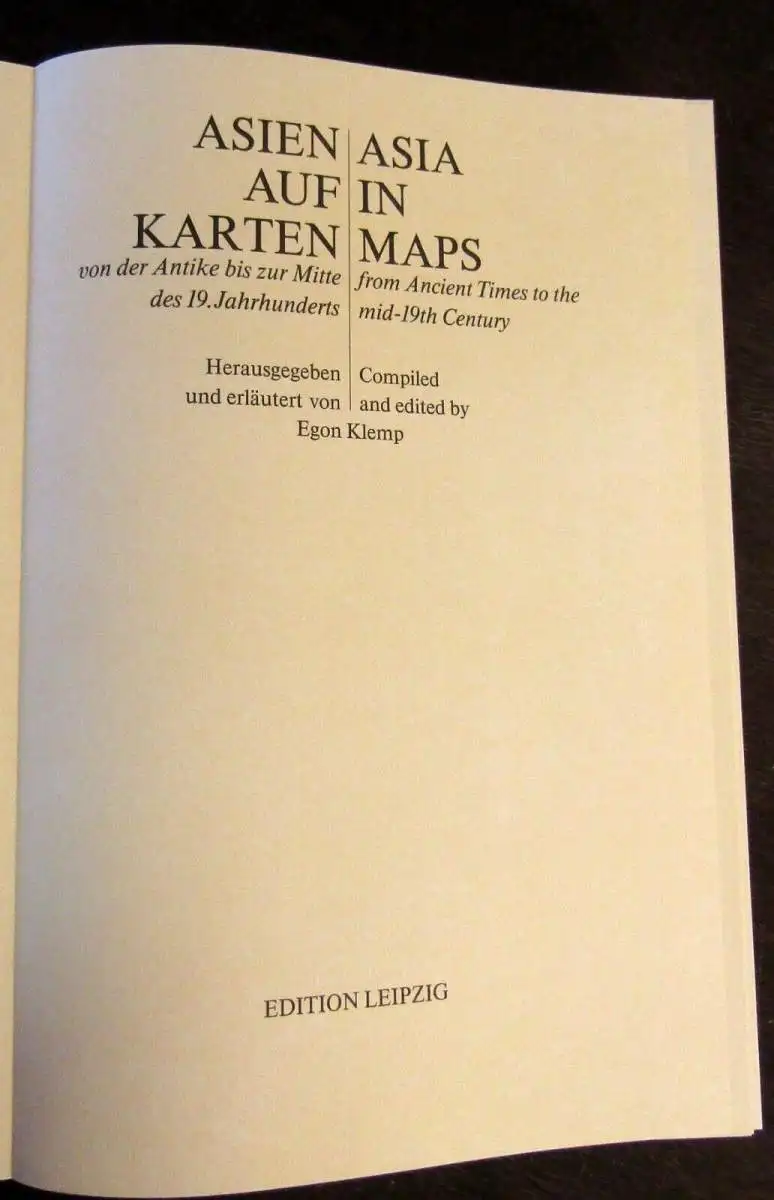 ASIEN
AUF
KARTEN
von der Antike bis zur Mitte
des 19. Jahrhunderts
Herausgegeben
und erläutert von
ASIA
IN
MAPS
from Ancient Times to the
mid-19th Century
Compiled
and edited by
Egon Klemp
EDITION LEIPZIG